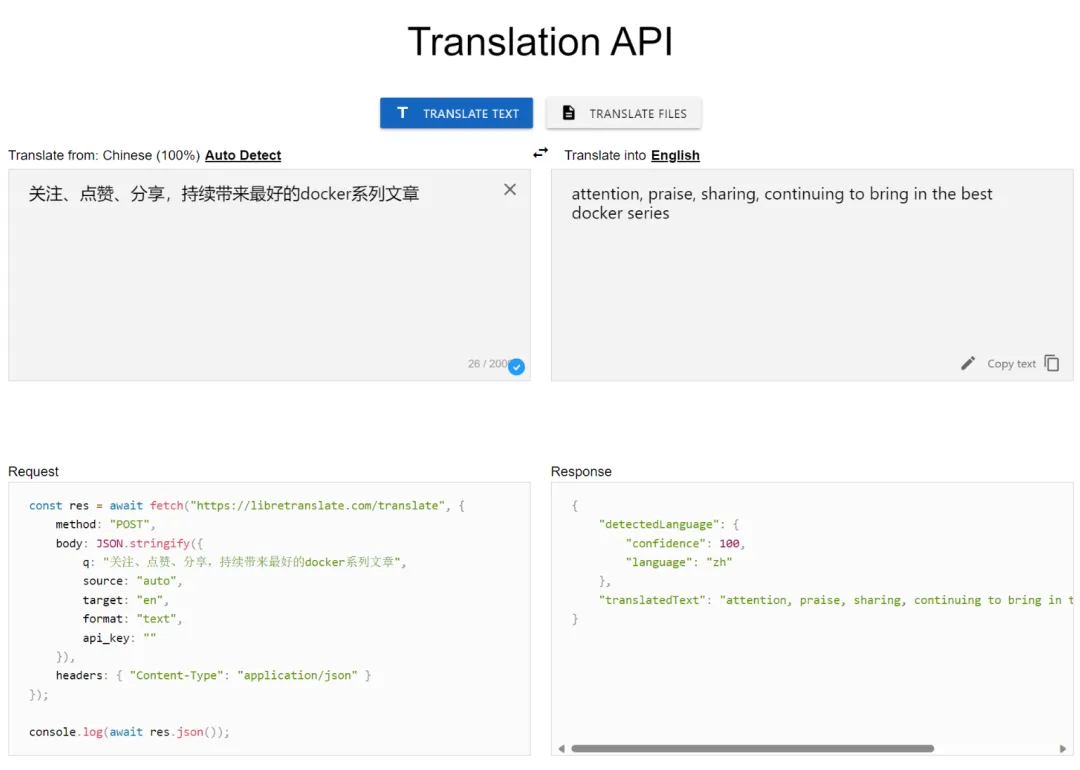 Translation API
TRANSLATE TEXT
TRANSLATE FILES
Translate from: Chinese (100%) Auto Detect
Translate into English
关注、点赞、分享，持续带来最好的docker系列文章
26 / 200
attention, praise, sharing, continuing to bring in the best
docker series
Copy text
Request
const res = await fetch("https://libretranslate.com/translate", {
method: "POST",
body: JSON.stringify({
q: "关注、点赞、分享，持续带来最好的docker系列文章",
source: "auto",
target: "en",
format: "text",
api_key: ""
}),
headers: { "Content-Type": "application/json" }
});
console.log(await res.json());
Response
{
"detectedLanguage": {
"confidence": 100,
"language": "zh"
},
"translatedText": "attention, praise, sharing, continuing to bring in
}